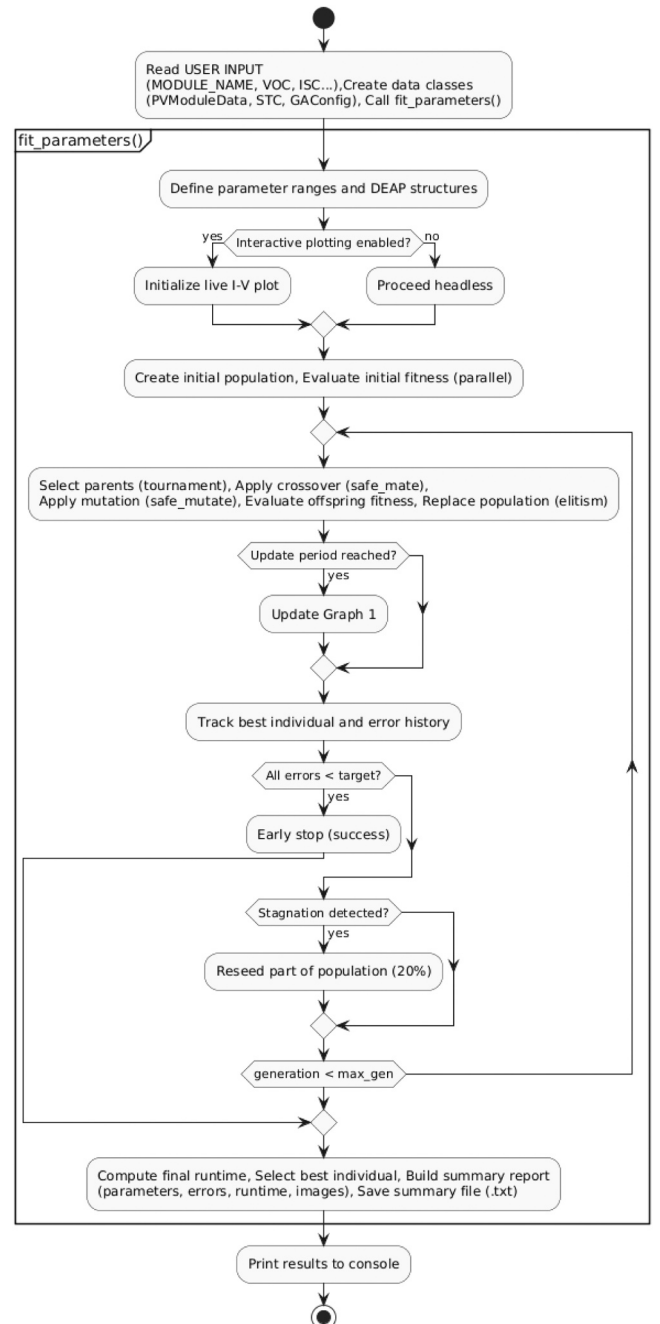 Read USER INPUT
(MODULE_NAME, VOC, ISC...),Create data classes
(PVModuleData, STC, GAConfig), Call fit_parameters()
fit_parameters()
Define parameter ranges and DEAP structures
yes
Interactive plotting enabled?
no
Initialize live I-V plot
Proceed headless
Create initial population, Evaluate initial fitness (parallel)
Select parents (tournament), Apply crossover (safe_mate),
Apply mutation (safe_mutate), Evaluate offspring fitness, Replace population (elitism)
Update period reached?
yes
Update Graph 1
Track best individual and error history
All errors < target?
yes
Early stop (success)
Stagnation detected?
yes
Reseed part of population (20%)
generation < max_gen
Compute final runtime, Select best individual, Build summary report
(parameters, errors, runtime, images), Save summary file (.txt)
Print results to console